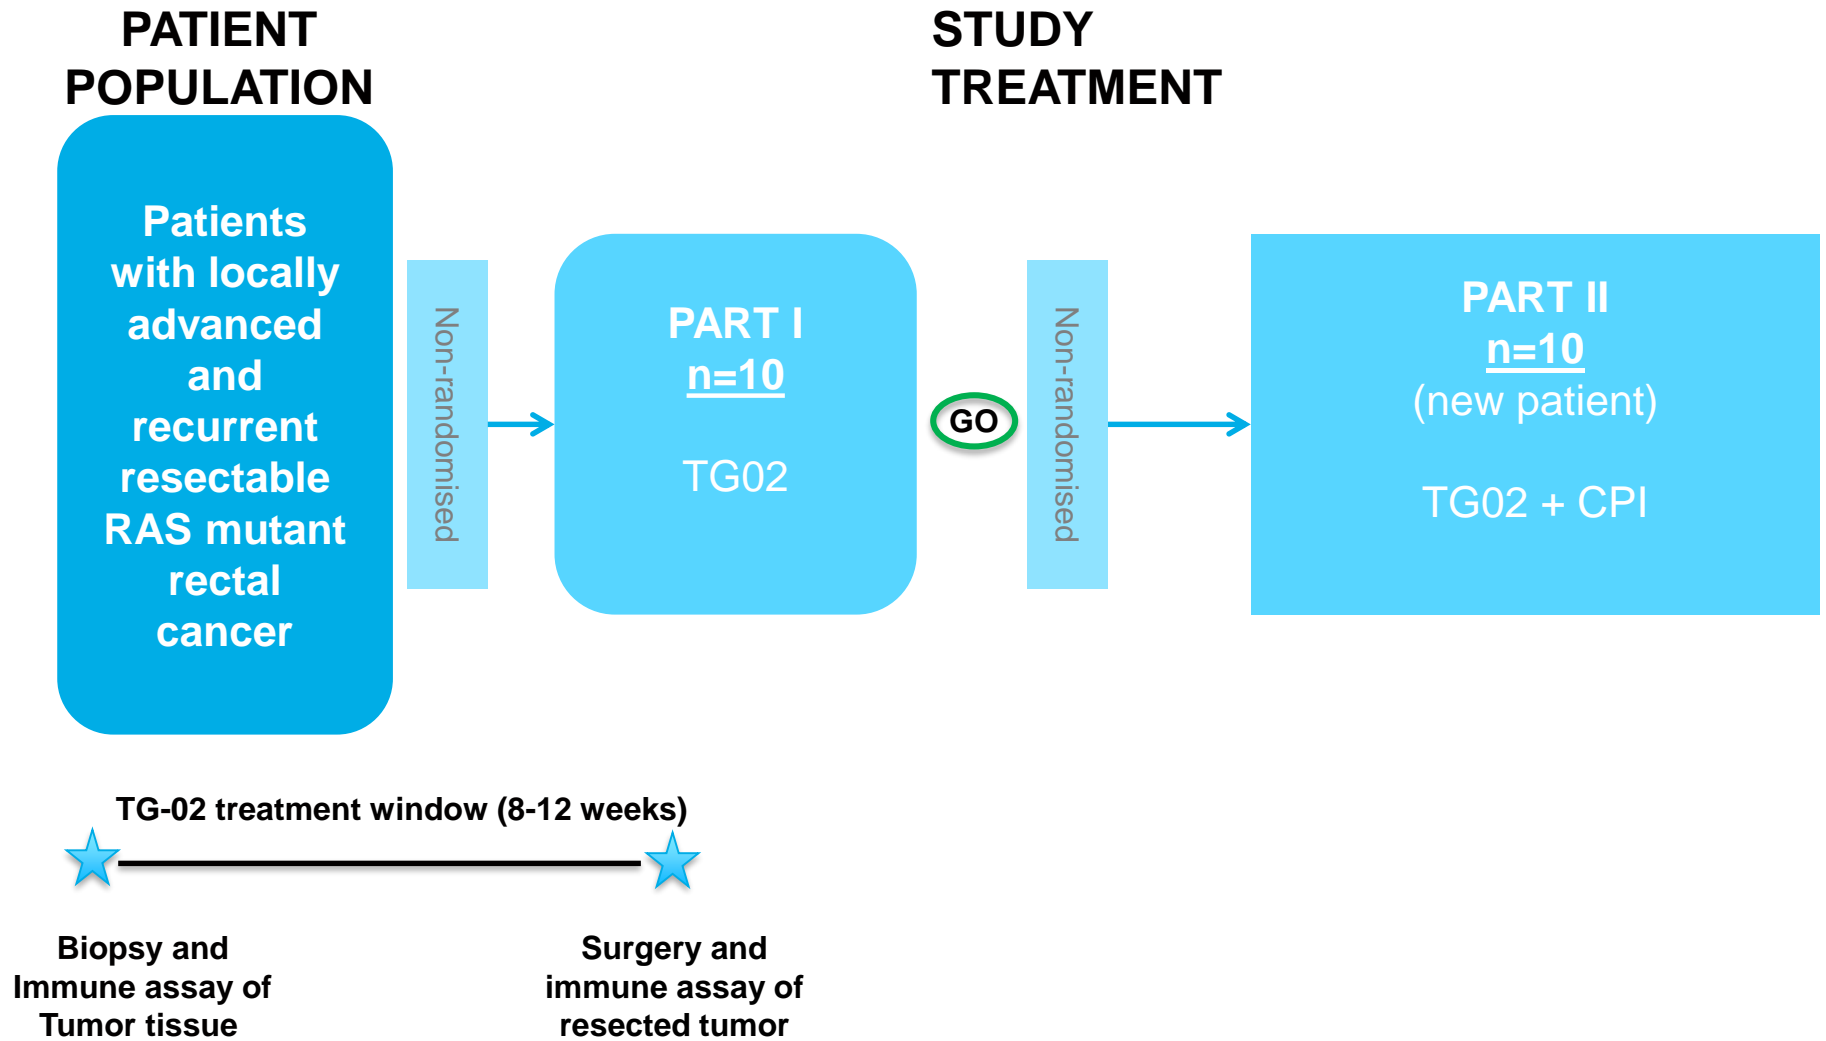 PATIENT
POPULATION
STUDY
TREATMENT
Patients
with locally
advanced
and
recurrent
resectable
RAS mutant
rectal
cancer
Non-randomised
PART I
n=10
TG02
GO
Non-randomised
PART II
n=10
(new patient)
TG02 + CPI
TG-02 treatment window (8-12 weeks)
Biopsy and
Immune assay of
Tumor tissue
Surgery and
immune assay of
resected tumor